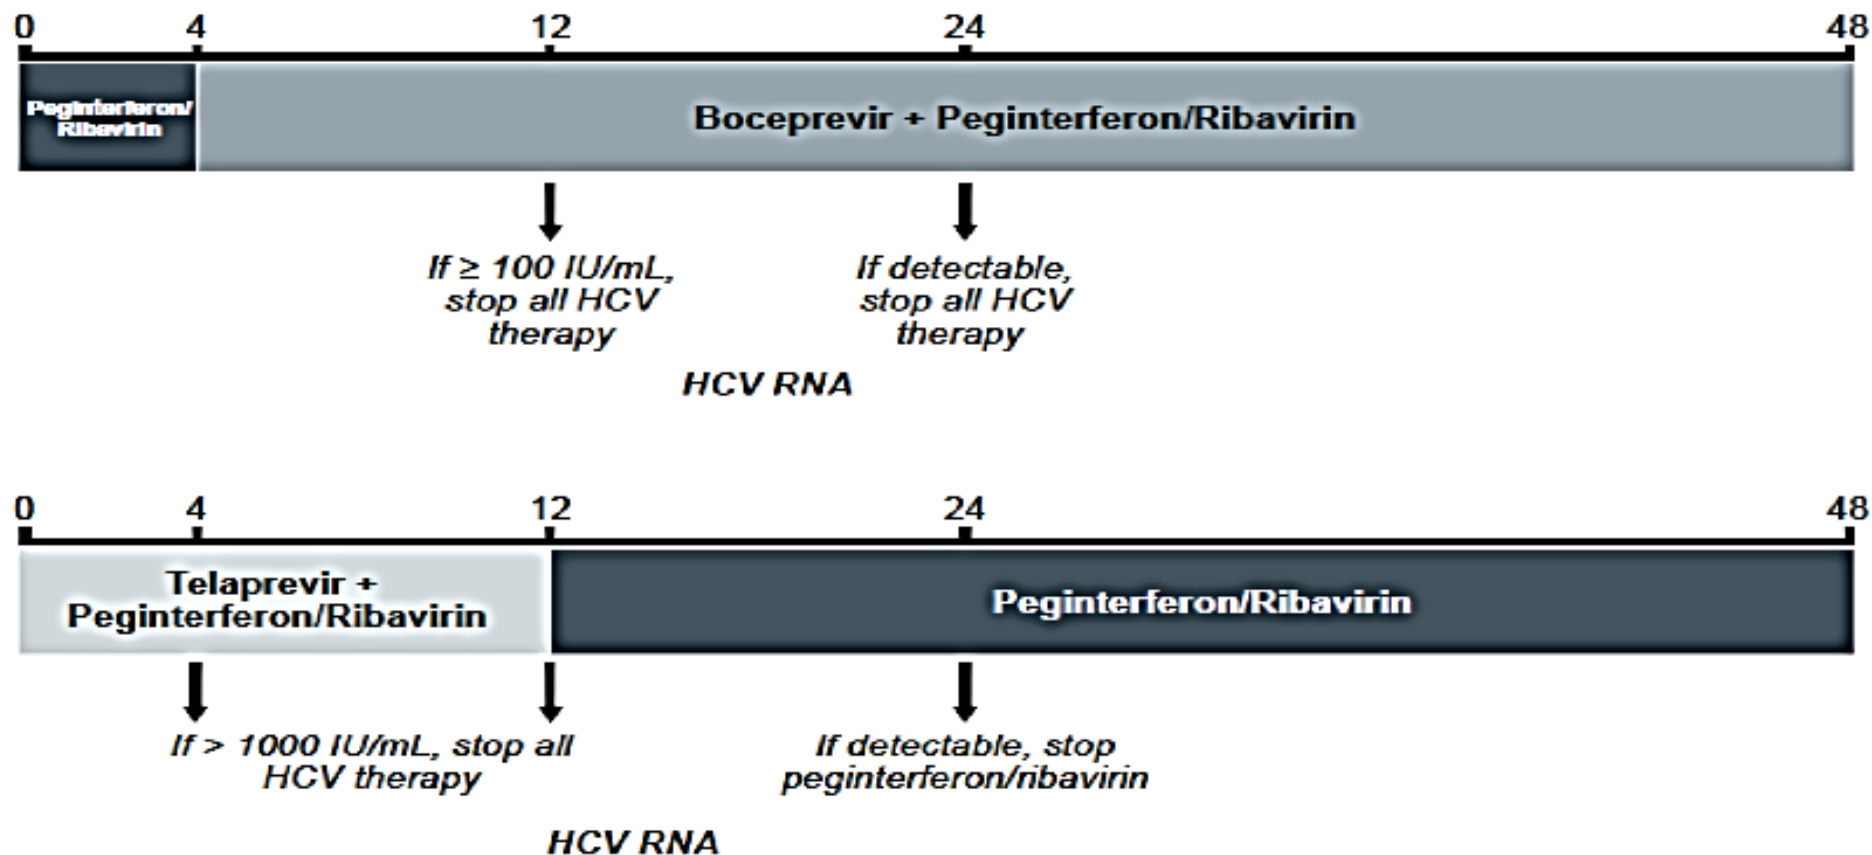 0 4 12 24 48
Peginterferon/
Ribavirin
Boceprevir + Peginterferon/Ribavirin
If ≥ 100 IU/mL,
stop all HCV
therapy
If detectable,
stop all HCV
therapy
HCV RNA
0 4 12 24 48
Telaprevir +
Peginterferon/Ribavirin
Peginterferon/Ribavirin
If > 1000 IU/mL, stop all
HCV therapy
If detectable, stop
peginterferon/ribavirin
HCV RNA